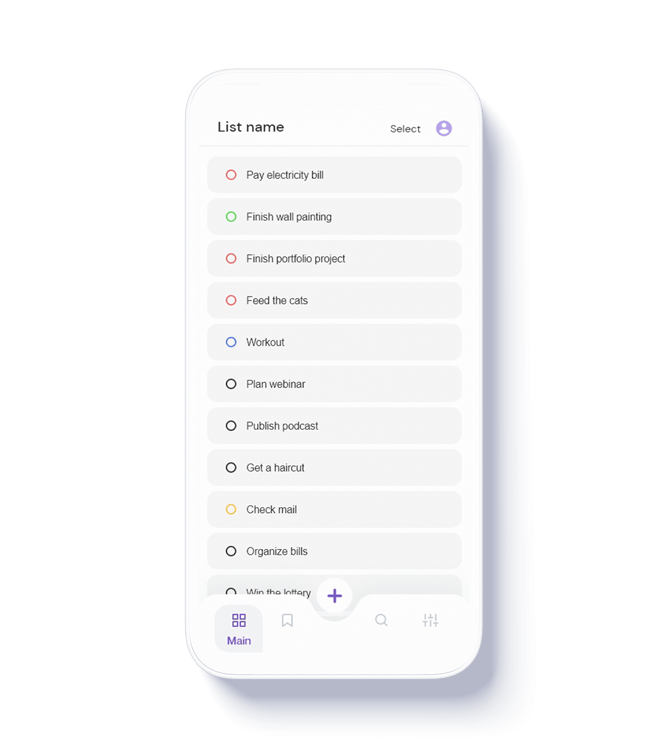 List name
Select
Pay electricity bill
Finish wall painting
Finish portfolio project
Feed the cats
Workout
Plan webinar
Publish podcast
Get a haircut
Check mail
Organize bills
Win the lottery
Main